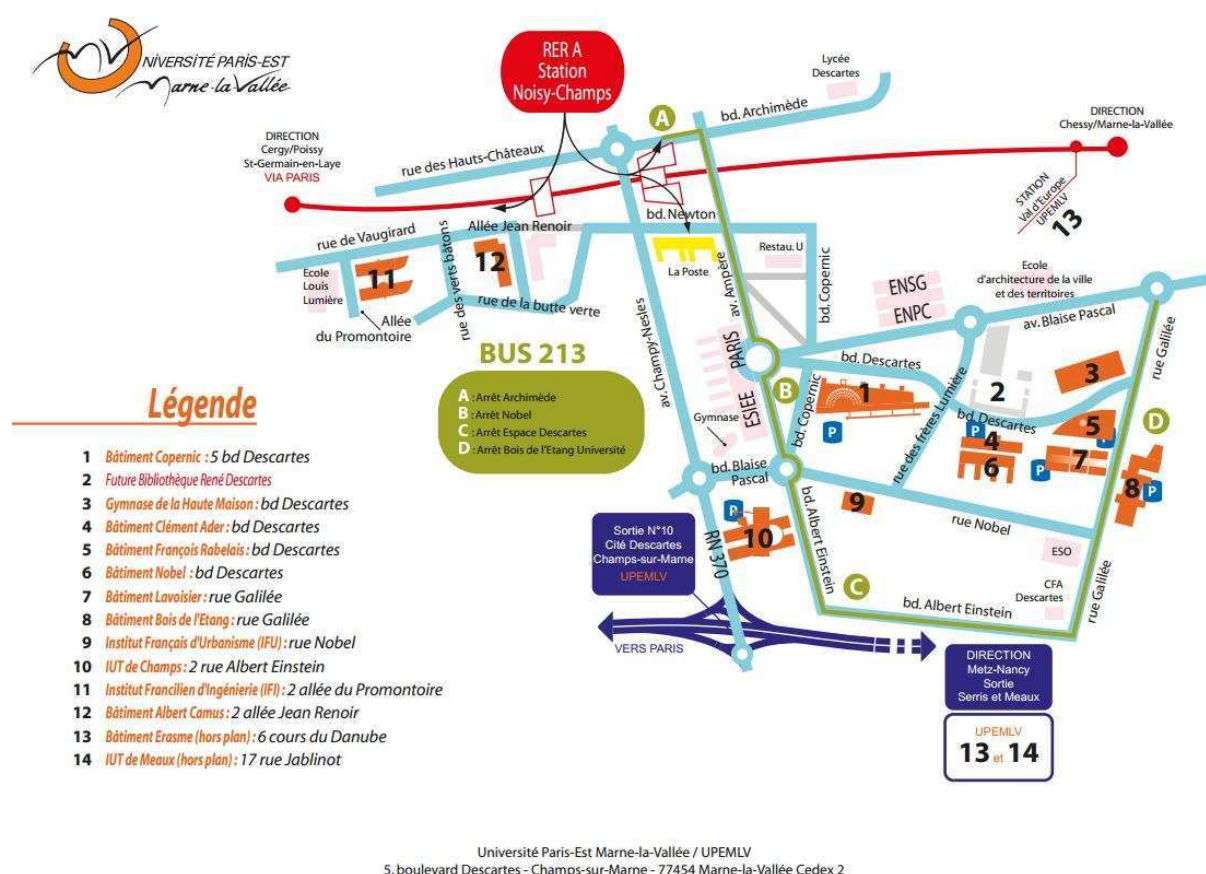 UNIVERSITÉ PARIS-EST
Marne-la-Vallée
RER A
Station
Noisy-Champs
Lycée
Descartes
A
bd. Archimède
DIRECTION
Chessy/Marne-la-Vallée
DIRECTION
Cergy/Poissy
St-Germain-en-Laye
VIA PARIS
rue des Hauts-Châteaux
STATION
Val d'Europe
UPEMLV
13
bd. Newton
Allée Jean Renoir
rue de Vaugirard
rue des verts bâtons
Restau. U
La Poste
12
11
Ecole
Louis
Lumière
av. Ampère
bd. Copernic
Ecole
d'architecture de la ville
et des territoires
ENSG
ENPC
rue de la butte verte
Allée
du Promontoire
av. Champy-Nesles
av. Blaise Pascal
rue Galilée
BUS 213
A : Arrêt Archimède
B : Arrêt Nobel
C : Arrêt Espace Descartes
D : Arrêt Bois de l'Etang Université
ESIEE PARIS
bd. Descartes
B
1
2
3
bd. Copernic
rue des frères Lumière
bd. Descartes
Gymnase
P
P
4
5
P
D
6
7
P
8
P
bd. Blaise
Pascal
9
rue Nobel
P
10
bd. Albert Einstein
RN 370
Sortie N°10
Cité Descartes
Champs-sur-Marne
UPEMLV
ESO
CFA
Descartes
C
bd. Albert Einstein
rue Galilée
VERS PARIS
DIRECTION
Metz-Nancy
Sortie
Serris et Meaux
UPEMLV
13 et 14
Légende
1 Bâtiment Copernic : 5 bd Descartes
2 Future Bibliothèque René Descartes
3 Gymnase de la Haute Maison : bd Descartes
4 Bâtiment Clément Ader : bd Descartes
5 Bâtiment François Rabelais : bd Descartes
6 Bâtiment Nobel : bd Descartes
7 Bâtiment Lavoisier : rue Galilée
8 Bâtiment Bois de l'Etang : rue Galilée
9 Institut Français d'Urbanisme (IFU) : rue Nobel
10 IUT de Champs : 2 rue Albert Einstein
11 Institut Francilien d'Ingénierie (IFI) : 2 allée du Promontoire
12 Bâtiment Albert Camus : 2 allée Jean Renoir
13 Bâtiment Erasme (hors plan) : 6 cours du Danube
14 IUT de Meaux (hors plan) : 17 rue Jablinot
Université Paris-Est Marne-la-Vallée / UPEMLV
5, boulevard Descartes - Champs-sur-Marne - 77454 Marne-la-Vallée Cedex 2